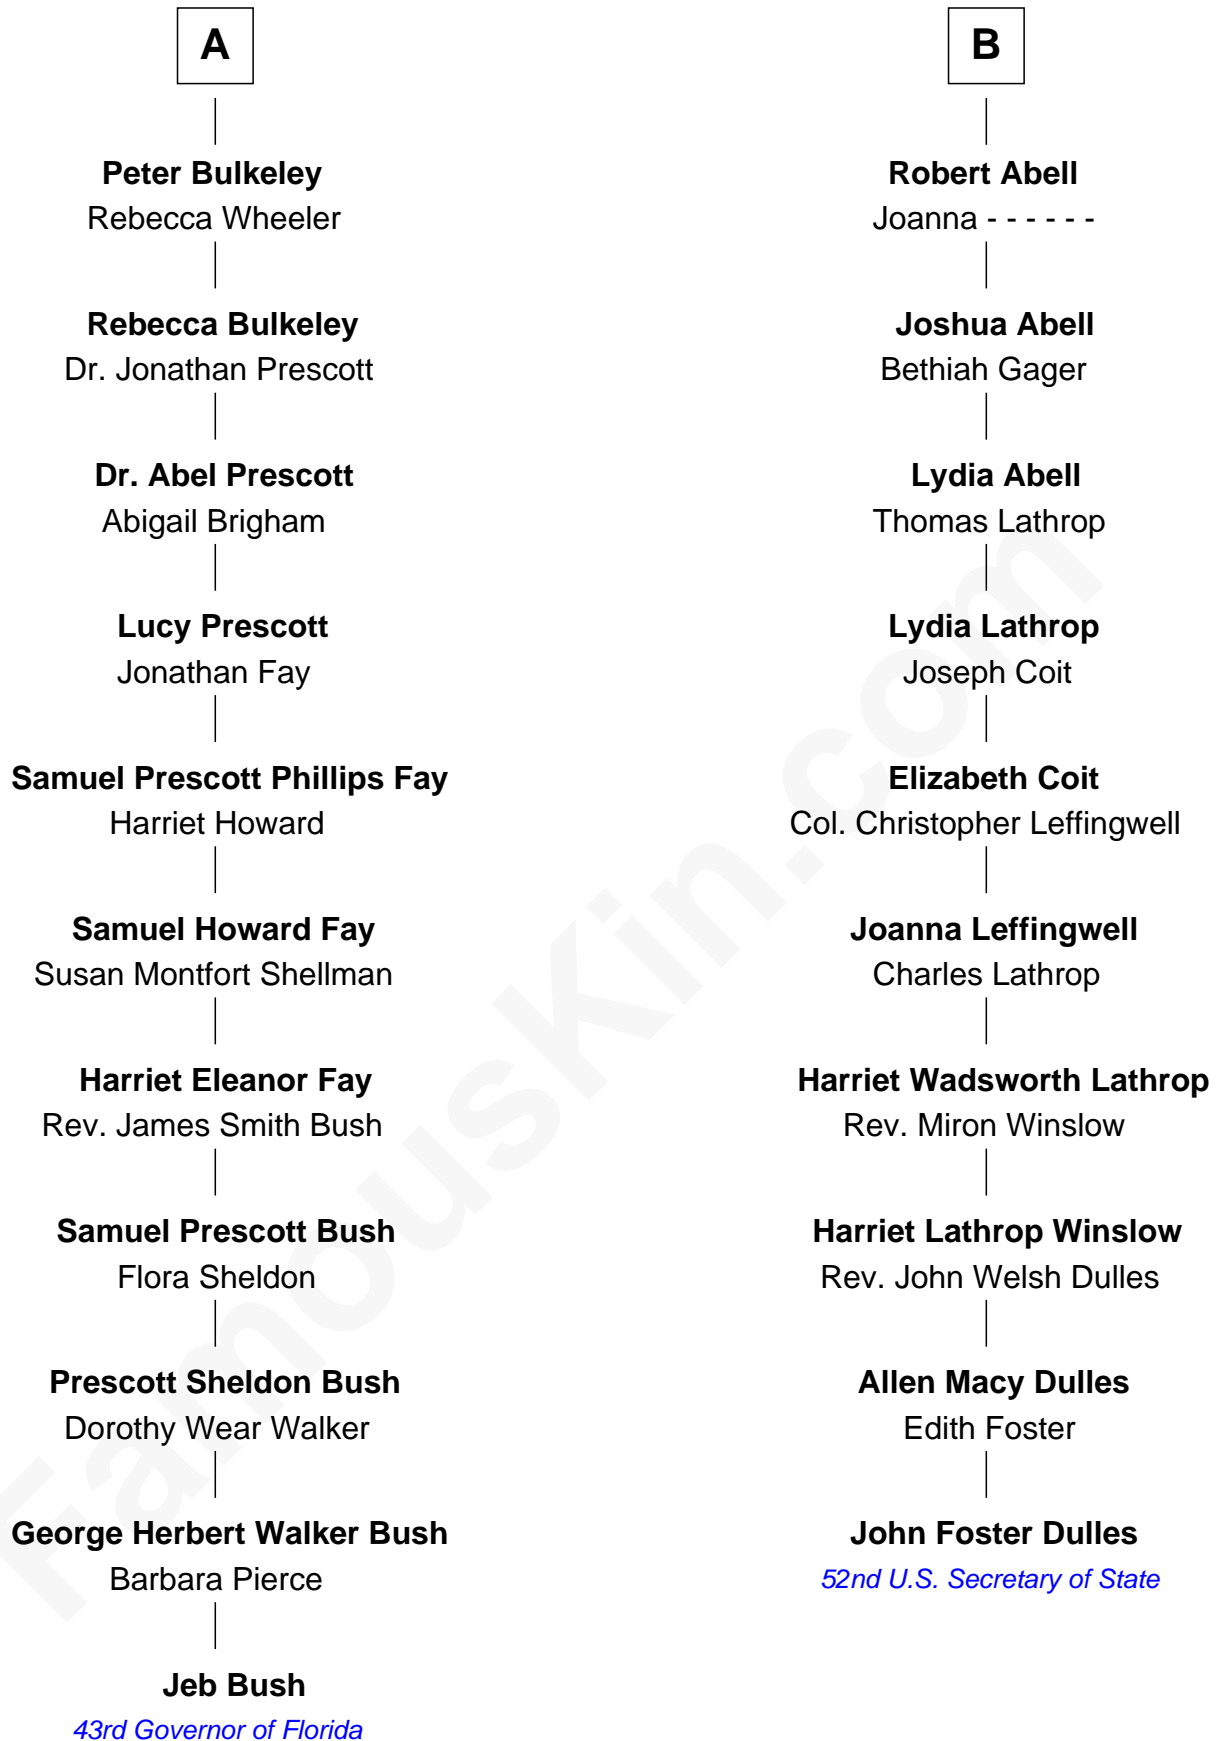 A
Peter Bulkeley
Rebecca Wheeler
Rebecca Bulkeley
Dr. Jonathan Prescott
Dr. Abel Prescott
Abigail Brigham
Lucy Prescott
Jonathan Fay
Samuel Prescott Phillips Fay
Harriet Howard
Samuel Howard Fay
Susan Montfort Shellman
Harriet Eleanor Fay
Rev. James Smith Bush
Samuel Prescott Bush
Flora Sheldon
Prescott Sheldon Bush
Dorothy Wear Walker
George Herbert Walker Bush
Barbara Pierce
Jeb Bush
43rd Governor of Florida
B
Robert Abell
Joanna - - - - - -
Joshua Abell
Bethiah Gager
Lydia Abell
Thomas Lathrop
Lydia Lathrop
Joseph Coit
Elizabeth Coit
Col. Christopher Leffingwell
Joanna Leffingwell
Charles Lathrop
Harriet Wadsworth Lathrop
Rev. Miron Winslow
Harriet Lathrop Winslow
Rev. John Welsh Dulles
Allen Macy Dulles
Edith Foster
John Foster Dulles
52nd U.S. Secretary of State
FamousKin.com